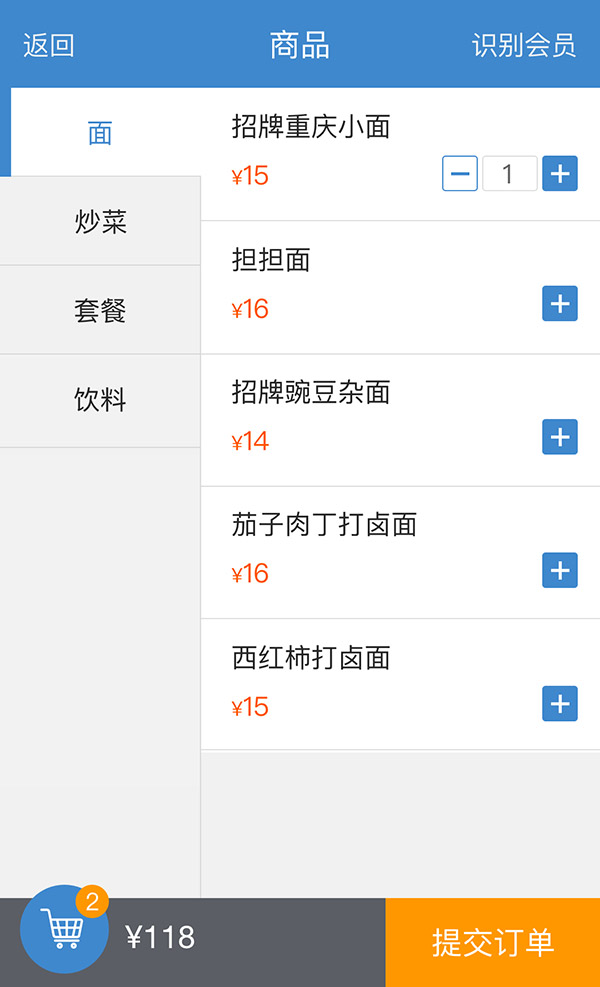 返回 商品 识别会员
面
炒菜
套餐
饮料
招牌重庆小面
¥15
1
担担面
¥16
招牌豌豆杂面
¥14
茄子肉丁打卤面
¥16
西红柿打卤面
¥15
2
¥118
提交订单